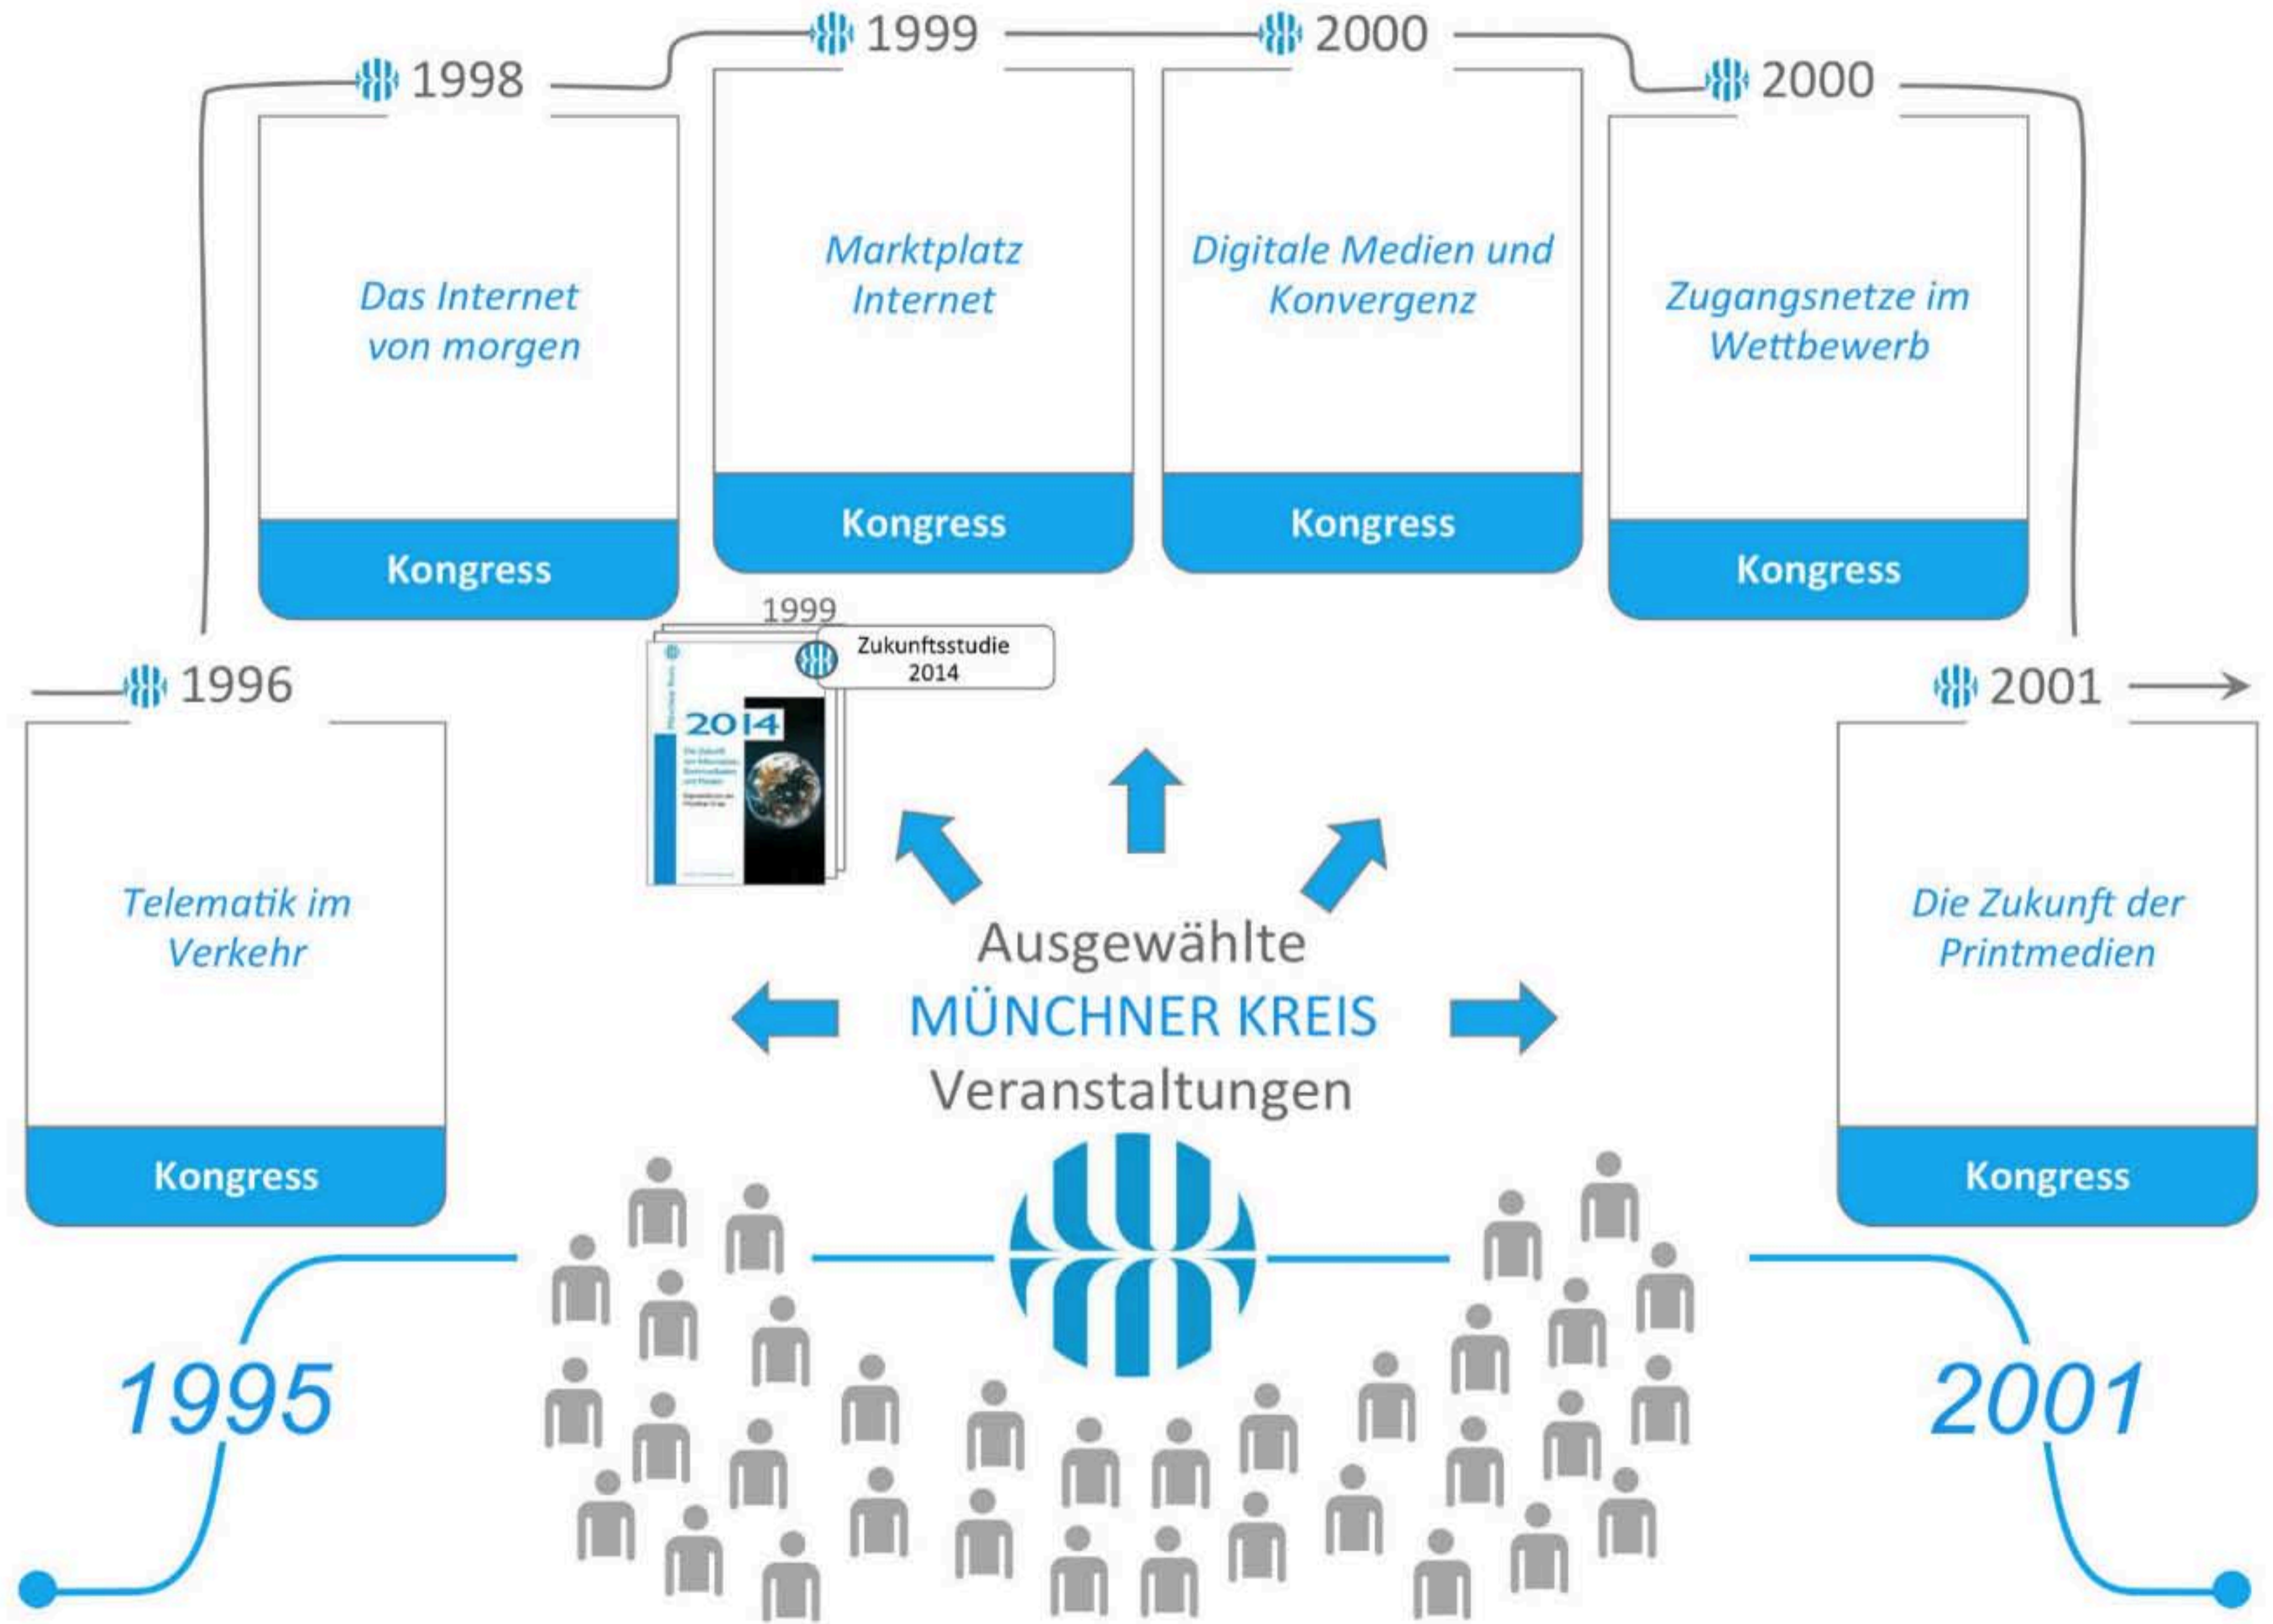 1996
Telematik im
Verkehr
Kongress
1998
Das Internet
von morgen
Kongress
1999
Marktplatz
Internet
Kongress
2000
Digitale Medien und
Konvergenz
Kongress
2000
Zugangsnetze im
Wettbewerb
Kongress
2001
Die Zukunft der
Printmedien
Kongress
1999
Zukunftsstudie
2014
2014
Ausgewählte
MÜNCHNER KREIS
Veranstaltungen
1995
2001